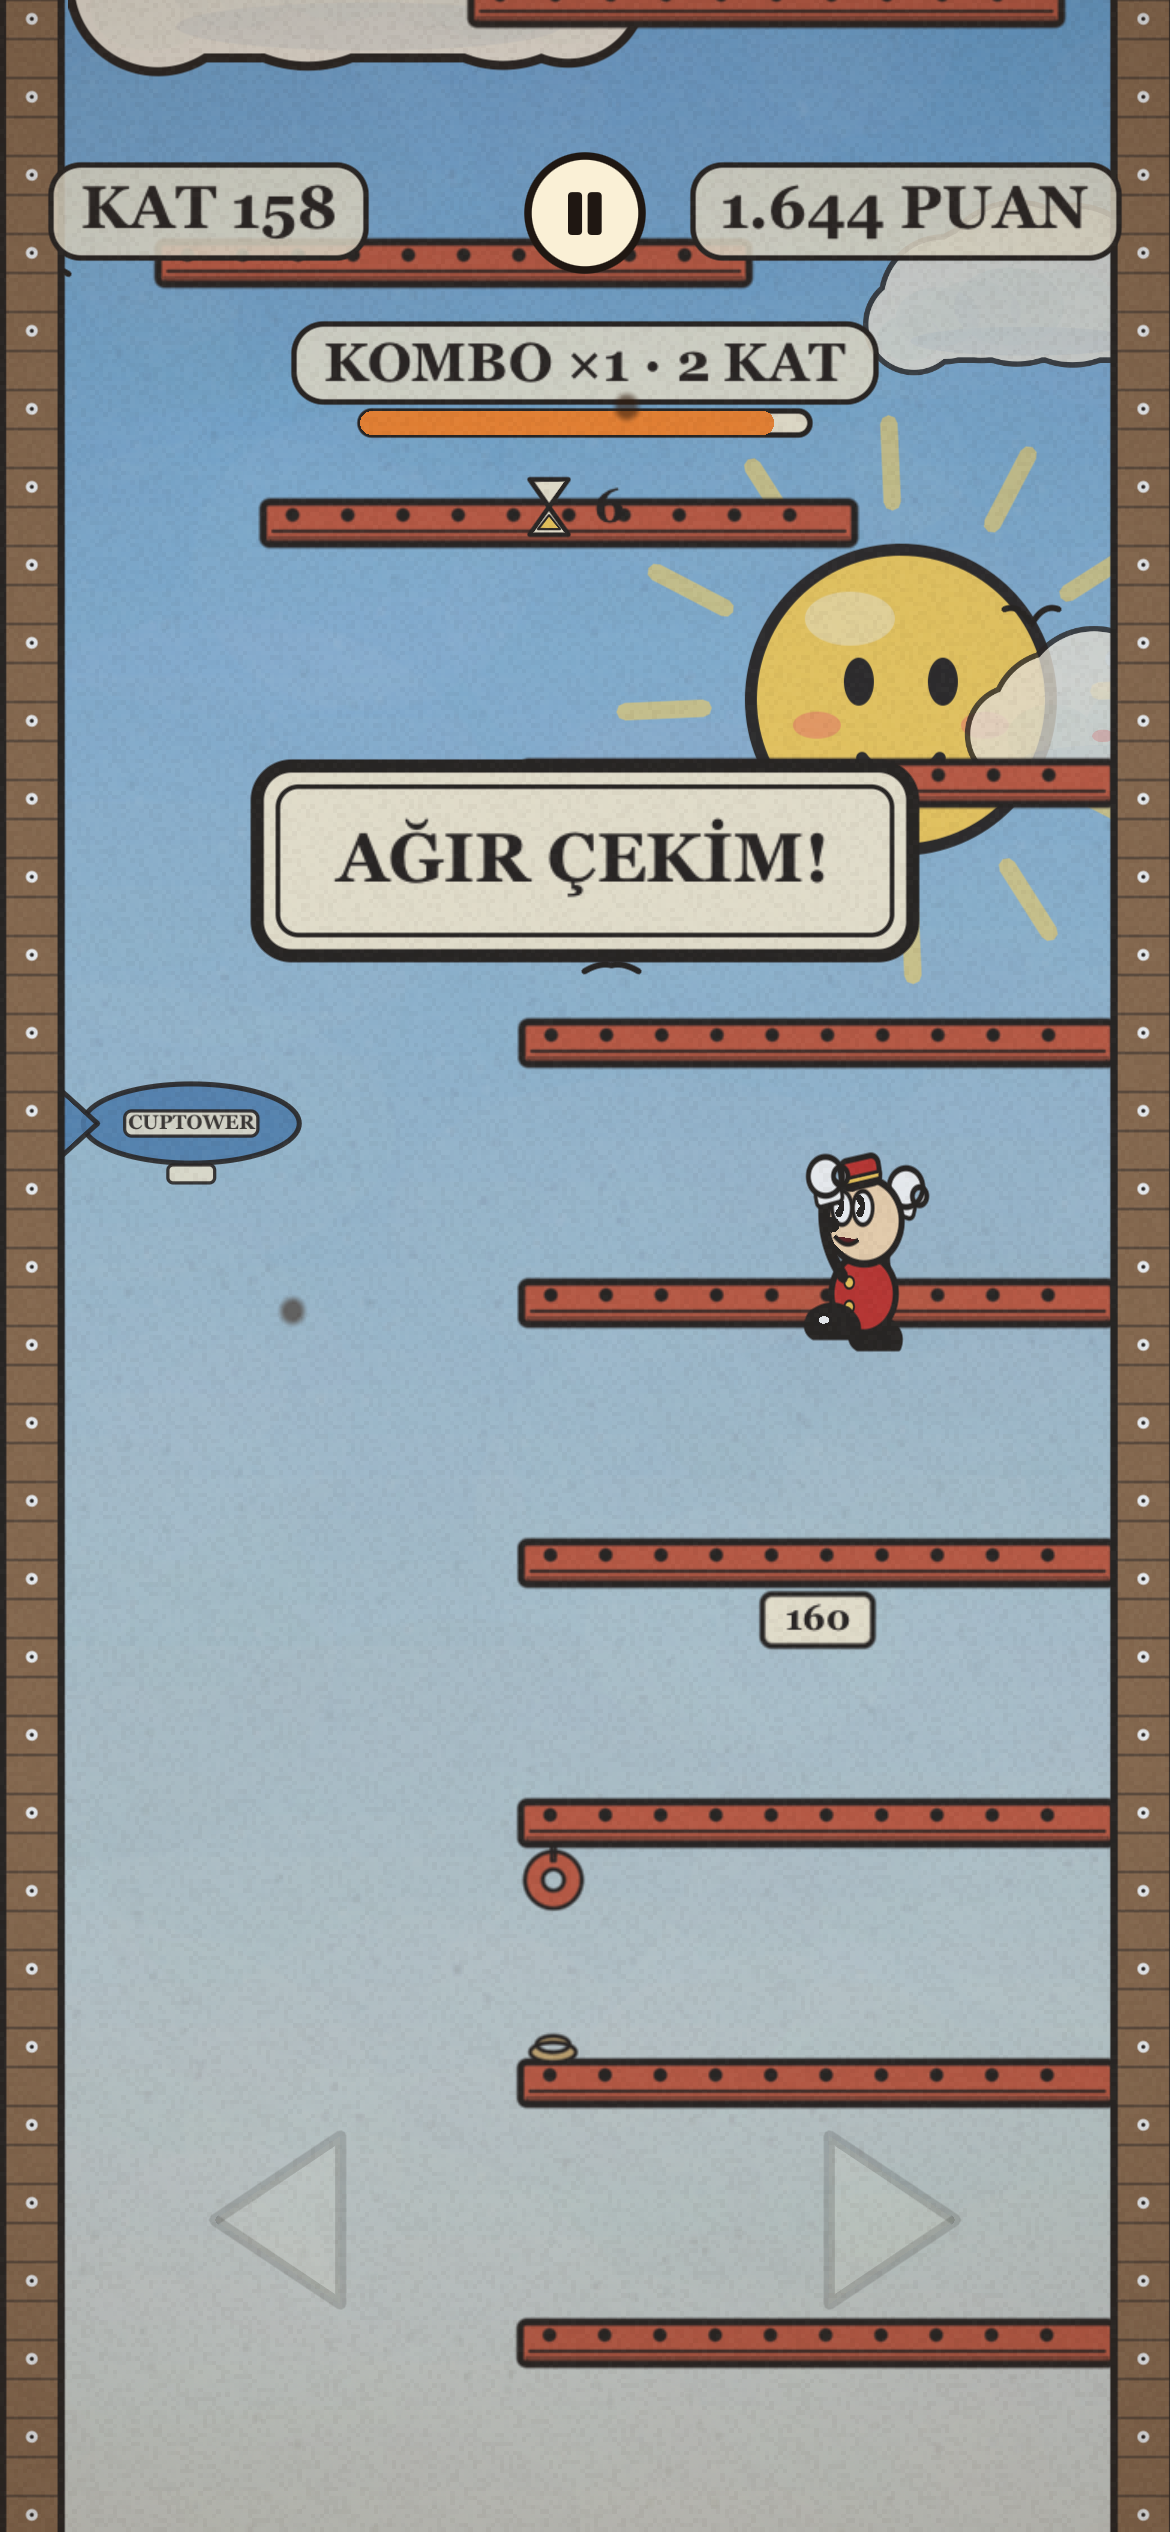 KAT 158
1.644 PUAN
KOMBO ×1 · 2 KAT
6
AĞIR ÇEKİM!
CUPTOWER
160